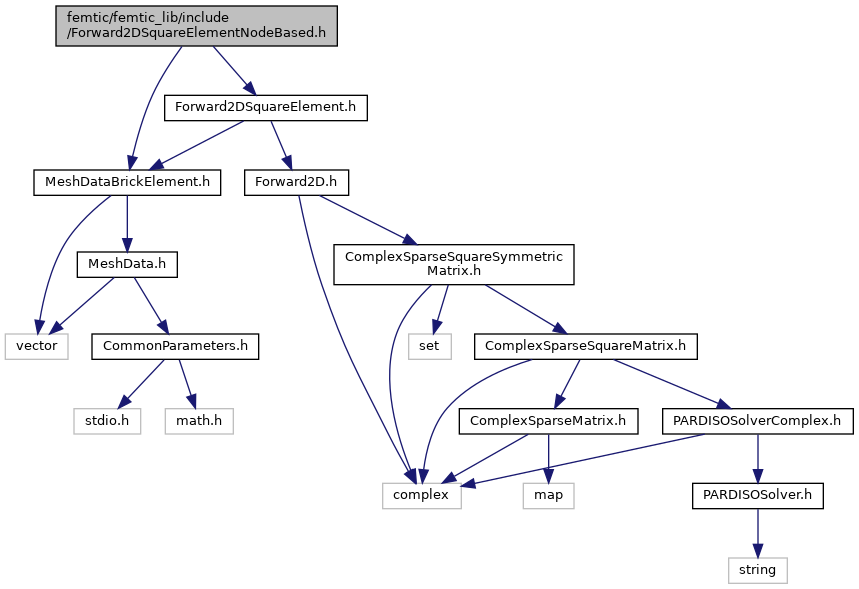 femtic/femtic_lib/include
/Forward2DSquareElementNodeBased.h
Forward2DSquareElement.h
MeshDataBrickElement.h
Forward2D.h
MeshData.h
ComplexSparseSquareSymmetric
Matrix.h
vector
CommonParameters.h
set
ComplexSparseSquareMatrix.h
stdio.h
math.h
ComplexSparseMatrix.h
PARDISOSolverComplex.h
complex
map
PARDISOSolver.h
string